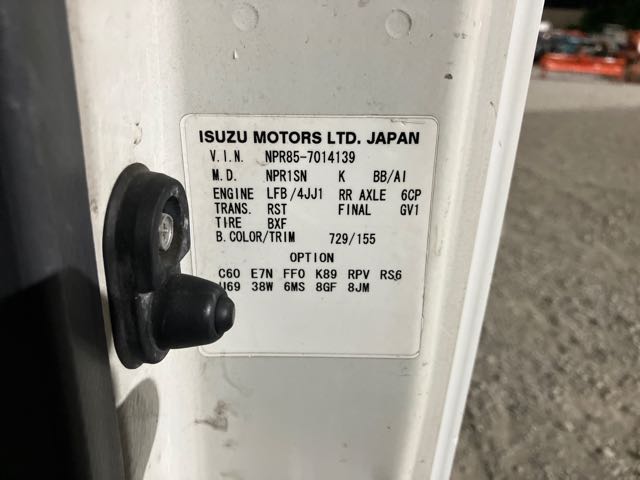 ISUZU MOTORS LTD. JAPAN
V.I.N. NPR85-7014139
M.D. NPR1SN K BB/AI
ENGINE LFB/4JJ1 RR AXLE 6CP
TRANS. RST FINAL GV1
TIRE BXF
B.COLOR/TRIM 729/155
OPTION
C60 E7N FF0 K89 RPV RS6
U69 38W 6MS 8GF 8JM